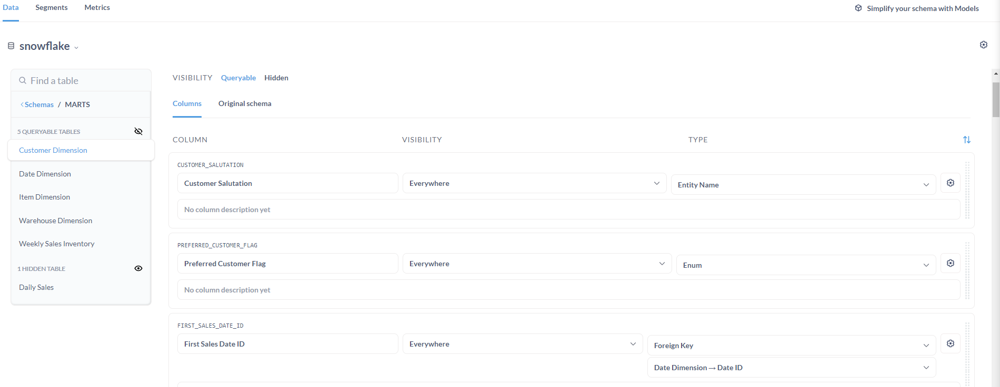 Data Segments Metrics Simplify your schema with Models
snowflake
Find a table
Schemas / MARTS
5 QUERYABLE TABLES
Customer Dimension
Date Dimension
Item Dimension
Warehouse Dimension
Weekly Sales Inventory
1 HIDDEN TABLE
Daily Sales
VISIBILITY Queryable Hidden
Columns Original schema
COLUMN VISIBILITY TYPE
CUSTOMER_SALUTATION
Customer Salutation Everywhere Entity Name
No column description yet
PREFERRED_CUSTOMER_FLAG
Preferred Customer Flag Everywhere Enum
No column description yet
FIRST_SALES_DATE_ID
First Sales Date ID Everywhere Foreign Key
Date Dimension → Date ID